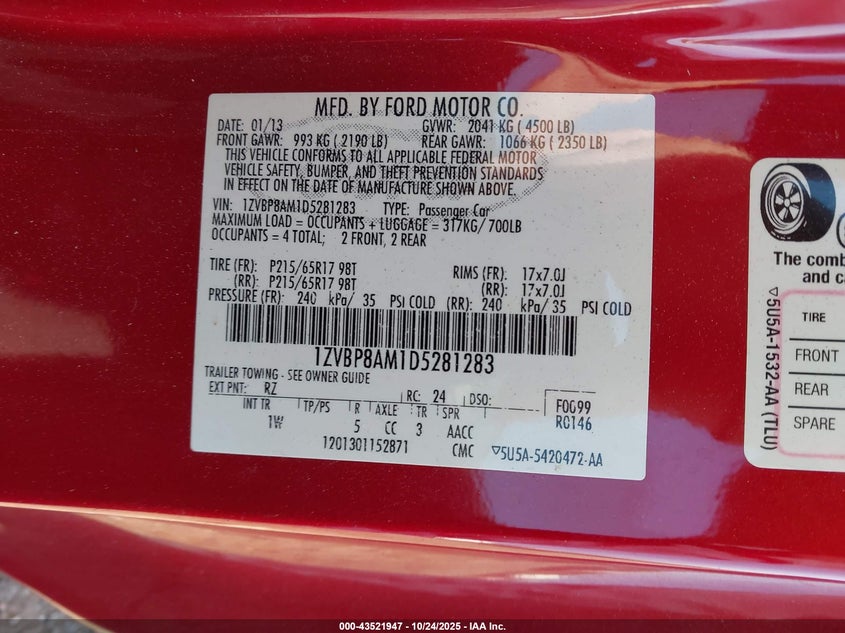 MFD. BY FORD MOTOR CO.
DATE: 01/13 GVWR: 2041 KG ( 4500 LB)
FRONT GAWR: 993 KG ( 2190 LB) REAR GAWR: 1066 KG ( 2350 LB)
THIS VEHICLE CONFORMS TO ALL APPLICABLE FEDERAL MOTOR
VEHICLE SAFETY, BUMPER, AND THEFT PREVENTION STANDARDS
IN EFFECT ON THE DATE OF MANUFACTURE SHOWN ABOVE.
VIN: 1ZVBP8AM1D5281283 TYPE: Passenger Car
MAXIMUM LOAD = OCCUPANTS + LUGGAGE = 317KG/ 700LB
OCCUPANTS = 4 TOTAL; 2 FRONT, 2 REAR
TIRE (FR): P215/65R17 98T RIMS (FR): 17x7.0J
(RR): P215/65R17 98T (RR): 17x7.0J
PRESSURE (FR): 240 kPa/ 35 PSI COLD (RR): 240 kPa/ 35 PSI COLD
1ZVBP8AM1D5281283
TRAILER TOWING - SEE OWNER GUIDE
EXT PNT: RZ RC: 24 DSO: F0099
INT TR TP/PS R AXLE TR SPR R0146
1W 5 CC 3 AACC
1201301152871 CMC ▽5U5A-5420472-AA
The comb
and ca
TIRE
FRONT
REAR
SPARE
▽5U5A-1532-AA (TLU)
000-43521947 - 10/24/2025 - IAA Inc.